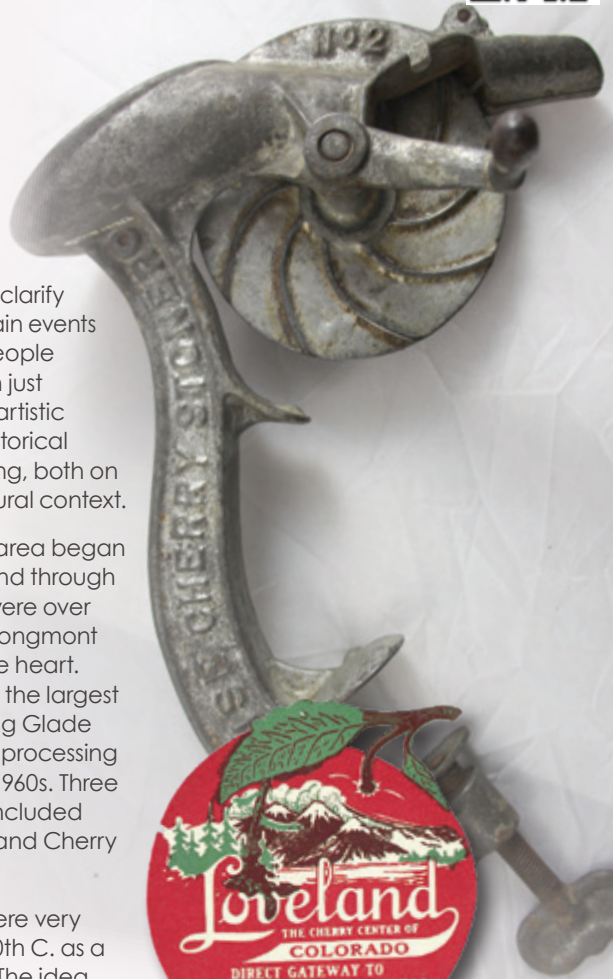 No2
SE CHERRY STONER
clarify
ain events
eople
just
artistic
torical
ng, both on
ural context.
area began
nd through
vere over
ongmont
e heart.
the largest
g Glade
processing
960s. Three
ncluded
and Cherry
ere very
0th C. as a
The idea
Loveland
THE CHERRY CENTER OF
COLORADO
DIRECT GATEWAY TO